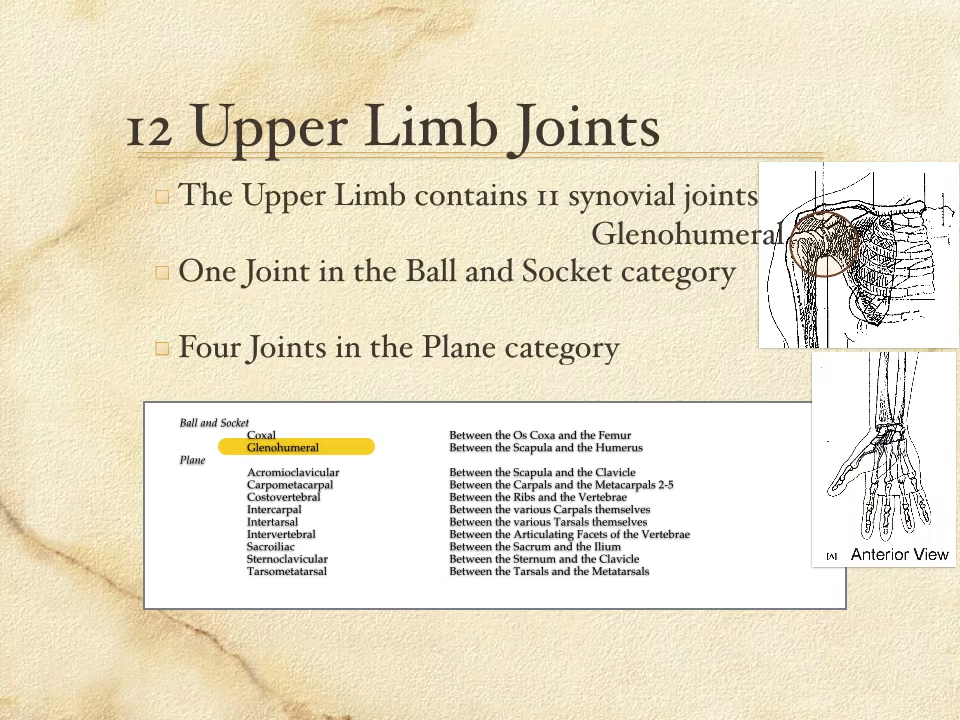 12 Upper Limb Joints
The Upper Limb contains 11 synovial joints
Glenohumeral
One Joint in the Ball and Socket category
Four Joints in the Plane category
Ball and Socket
Coxal Between the Os Coxa and the Femur
Glenohumeral Between the Scapula and the Humerus
Plane
Acromioclavicular Between the Scapula and the Clavicle
Carpometacarpal Between the Carpals and the Metacarpals 2-5
Costovertebral Between the Ribs and the Vertebrae
Intercarpal Between the various Carpals themselves
Intertarsal Between the various Tarsals themselves
Intervertebral Between the Articulating Facets of the Vertebrae
Sacroiliac Between the Sacrum and the Ilium
Sternoclavicular Between the Sternum and the Clavicle
Tarsometatarsal Between the Tarsals and the Metatarsals
[A] Anterior View